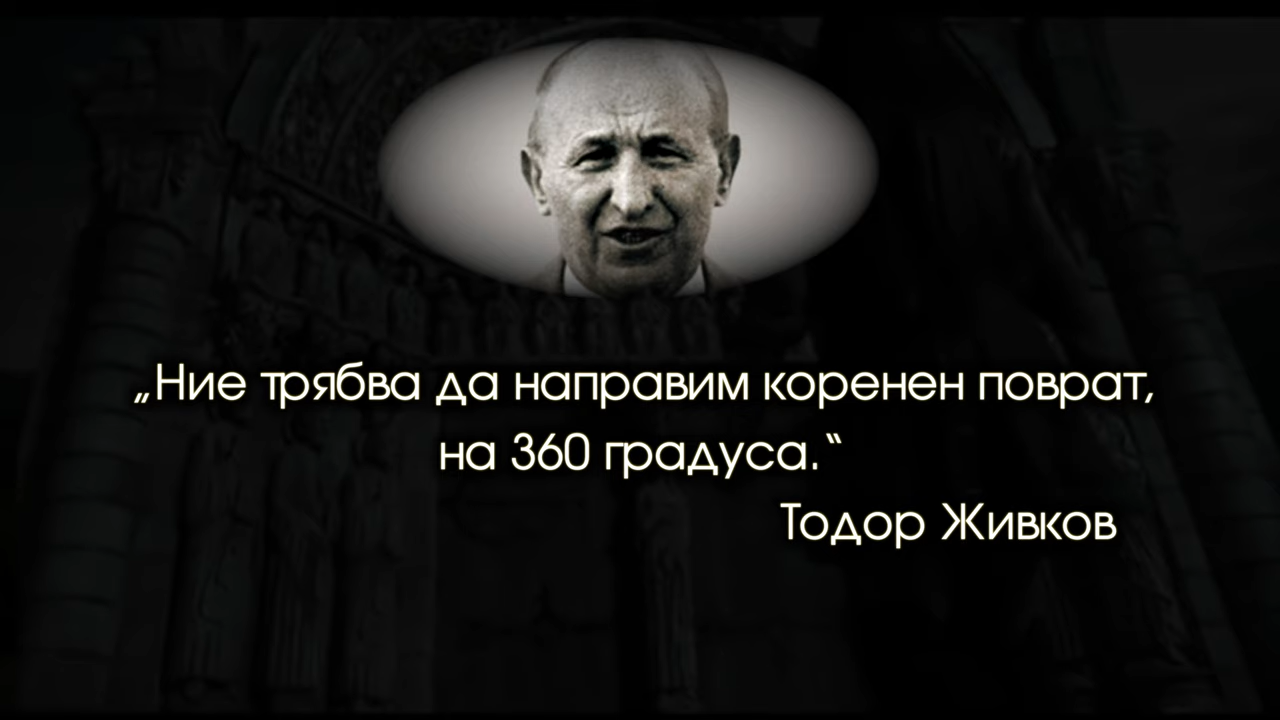 „Ние трябва да направим коренен поврат,
на 360 градуса.“
Тодор Живков